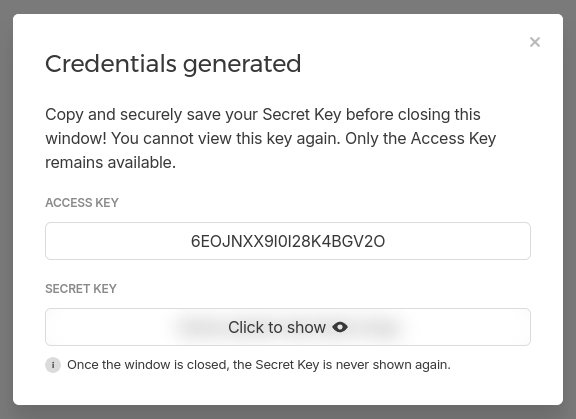 Credentials generated
×
Copy and securely save your Secret Key before closing this
window! You cannot view this key again. Only the Access Key
remains available.
ACCESS KEY
6EOJNXX9I0I28K4BGV2O
SECRET KEY
Click to show
Once the window is closed, the Secret Key is never shown again.